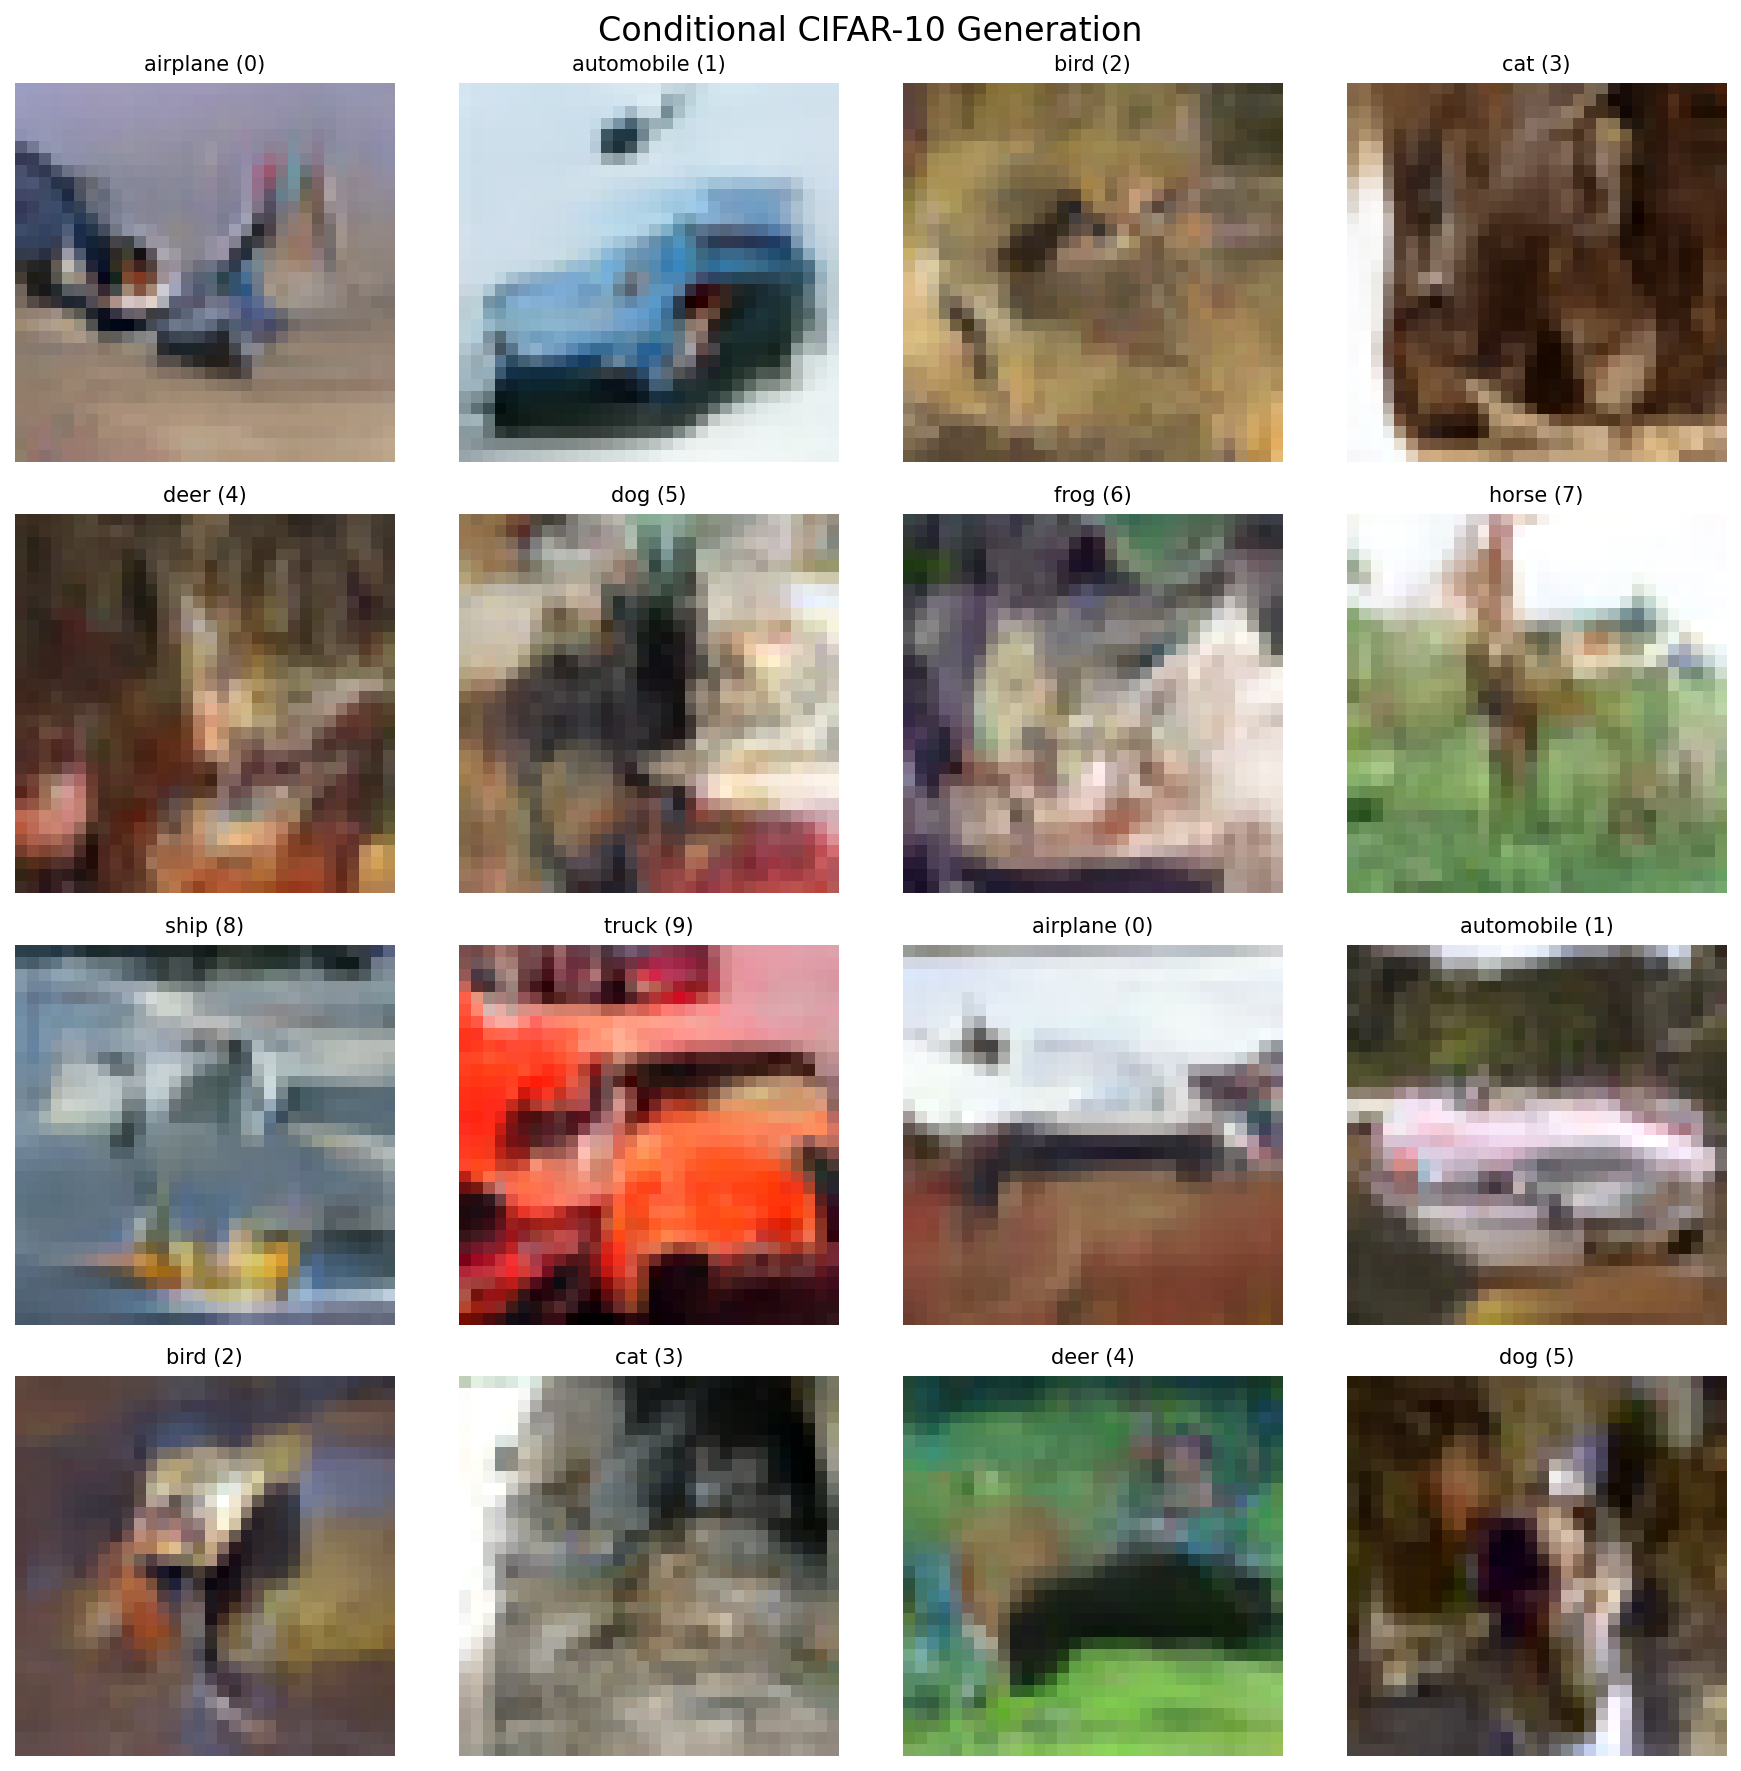 Conditional CIFAR-10 Generation
airplane (0)
automobile (1)
bird (2)
cat (3)
deer (4)
dog (5)
frog (6)
horse (7)
ship (8)
truck (9)
airplane (0)
automobile (1)
bird (2)
cat (3)
deer (4)
dog (5)